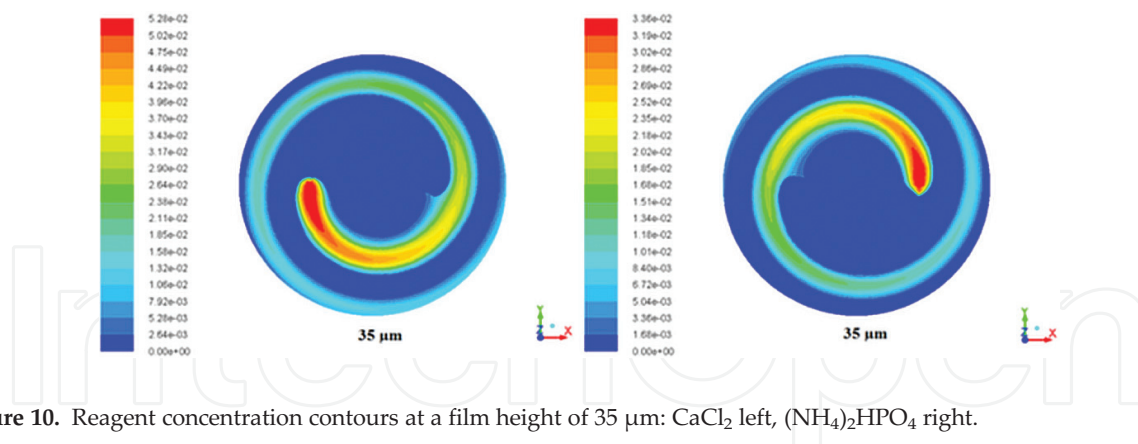 5.28e-02
5.02e-02
4.75e-02
4.49e-02
4.22e-02
3.96e-02
3.70e-02
3.43e-02
3.17e-02
2.90e-02
2.64e-02
2.38e-02
2.11e-02
1.85e-02
1.58e-02
1.32e-02
1.06e-02
7.92e-03
5.28e-03
2.64e-03
0.00e+00
35 µm
Y
Z
X
3.36e-02
3.19e-02
3.02e-02
2.86e-02
2.69e-02
2.52e-02
2.35e-02
2.18e-02
2.02e-02
1.85e-02
1.68e-02
1.51e-02
1.34e-02
1.18e-02
1.01e-02
8.40e-03
6.72e-03
5.04e-03
3.36e-03
1.68e-03
0.00e+00
35 µm
Y
Z
X
Intechopen
ure 10. Reagent concentration contours at a film height of 35 µm: CaCl₂ left, (NH₄)₂HPO₄ right.